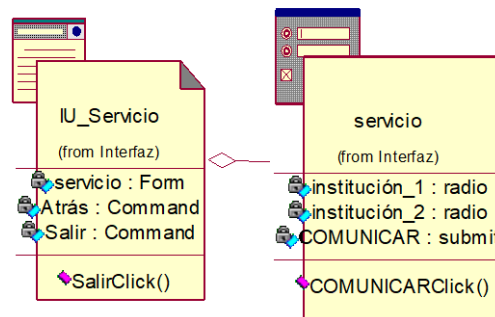 IU_Servicio
(from Interfaz)
servicio : Form
Atrás : Command
Salir : Command
SalirClick()
servicio
(from Interfaz)
institución_1 : radio
institución_2 : radio
COMUNICAR : submit
COMUNICARClick()